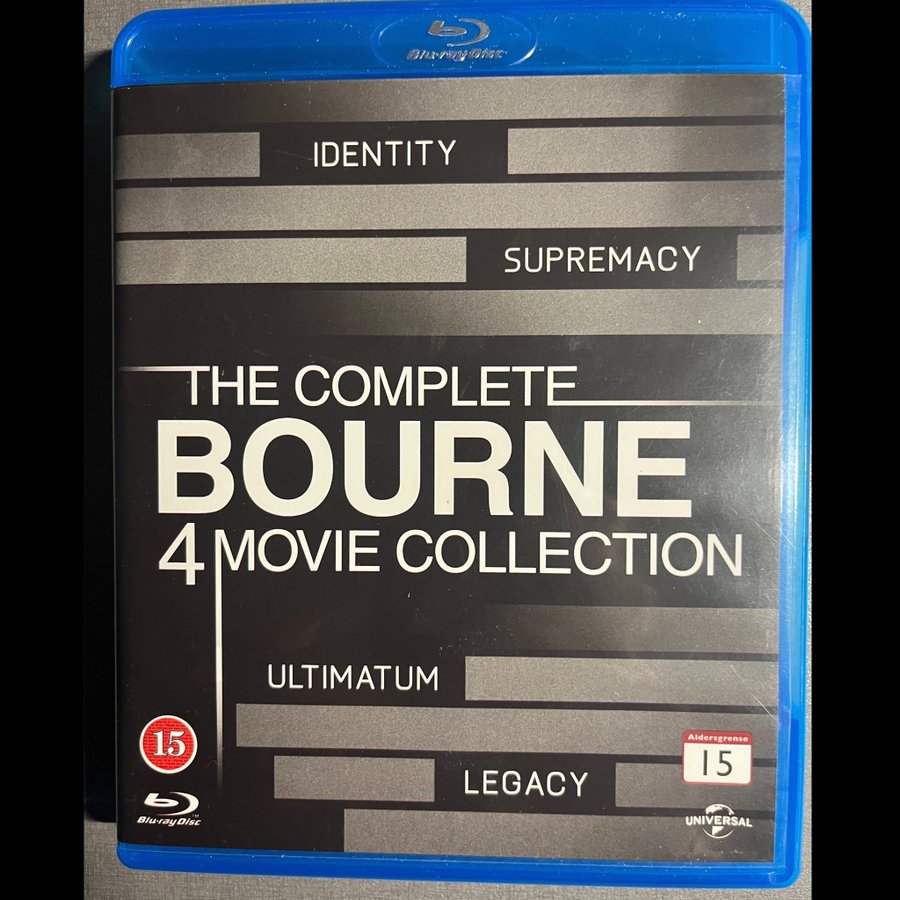 Blu-ray Disc
IDENTITY
SUPREMACY
THE COMPLETE
BOURNE
4 MOVIE COLLECTION
ULTIMATUM
15
Aldersgrense
15
LEGACY
Blu-ray Disc
UNIVERSAL